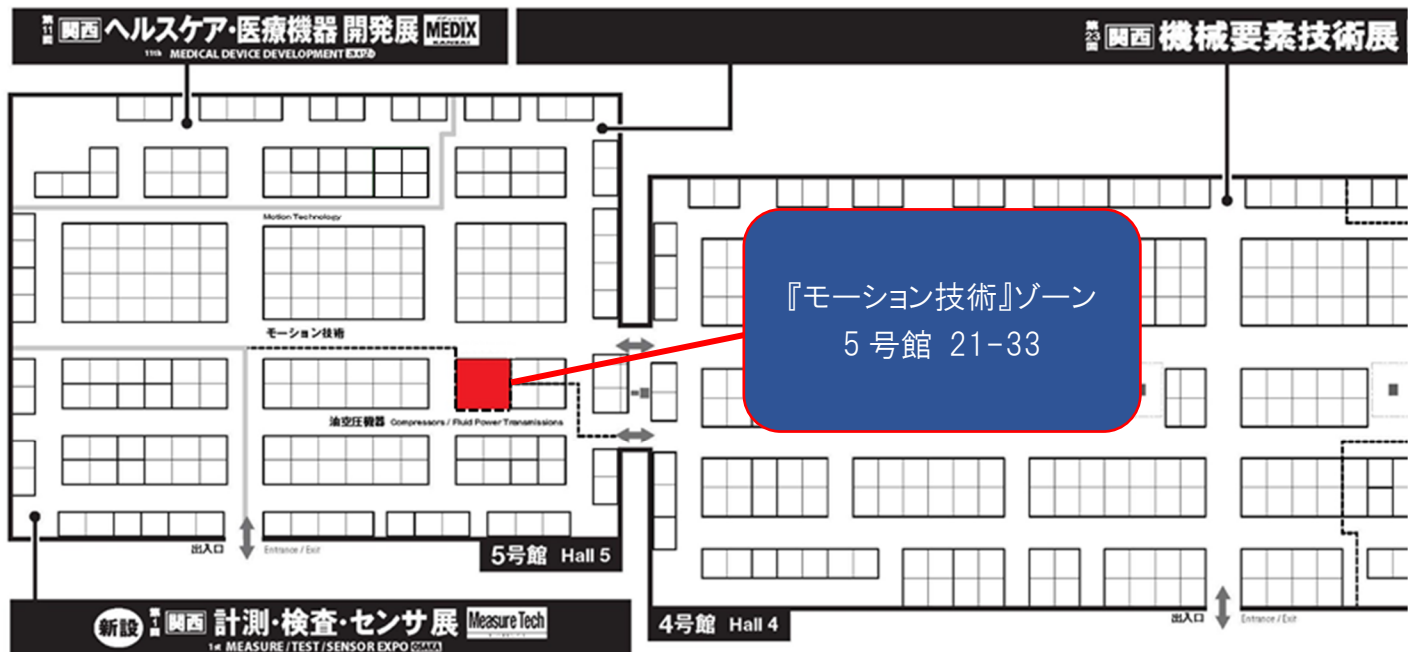 第11回 関西 ヘルスケア・医療機器 開発展 MEDIX
11th MEDICAL DEVICE DEVELOPMENT EXPO
第23回 関西 機械要素技術展
Motion Technology
『モーション技術』ゾーン
5号館 21-33
モーション技術
油空圧機器 Compressors / Fluid Power Transmissions
出入口
Entrance / Exit
5号館 Hall 5
4号館 Hall 4
出入口
Entrance / Exit
新設 第1回 関西 計測・検査・センサ展 Measure Tech
1st MEASURE / TEST / SENSOR EXPO OSAKA